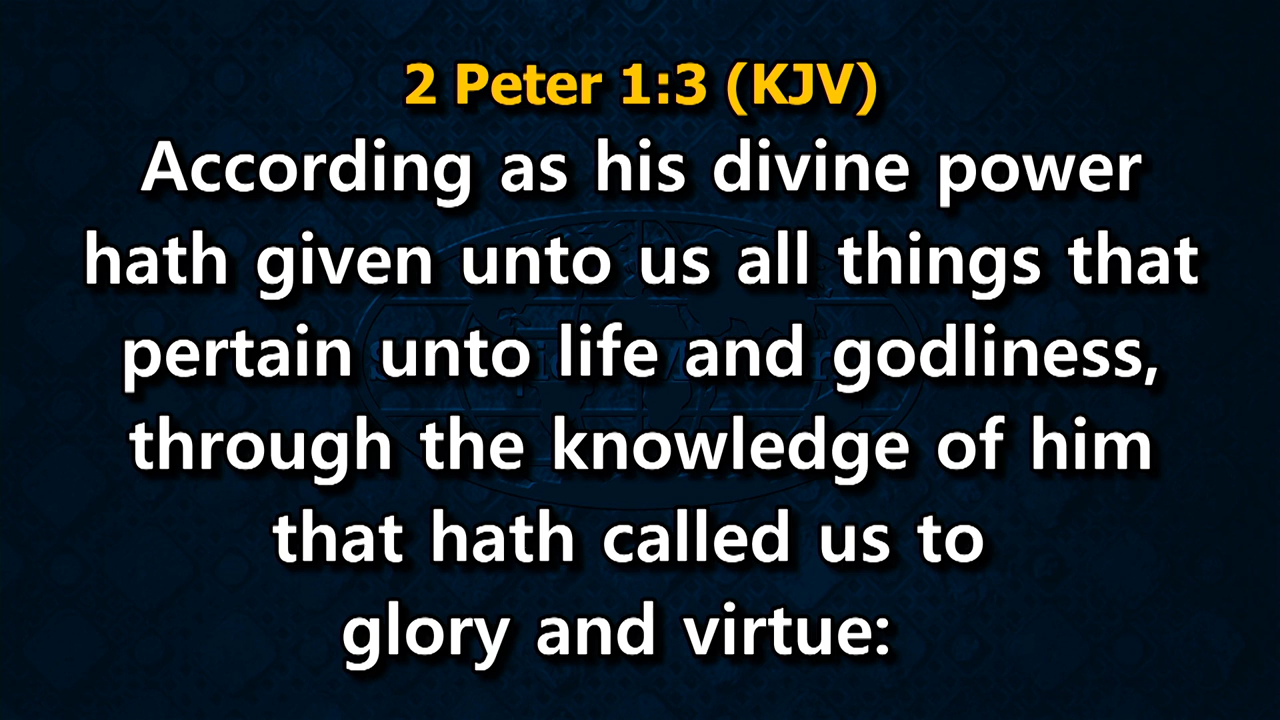 2 Peter 1:3 (KJV)
According as his divine power
hath given unto us all things that
pertain unto life and godliness,
through the knowledge of him
that hath called us to
glory and virtue: